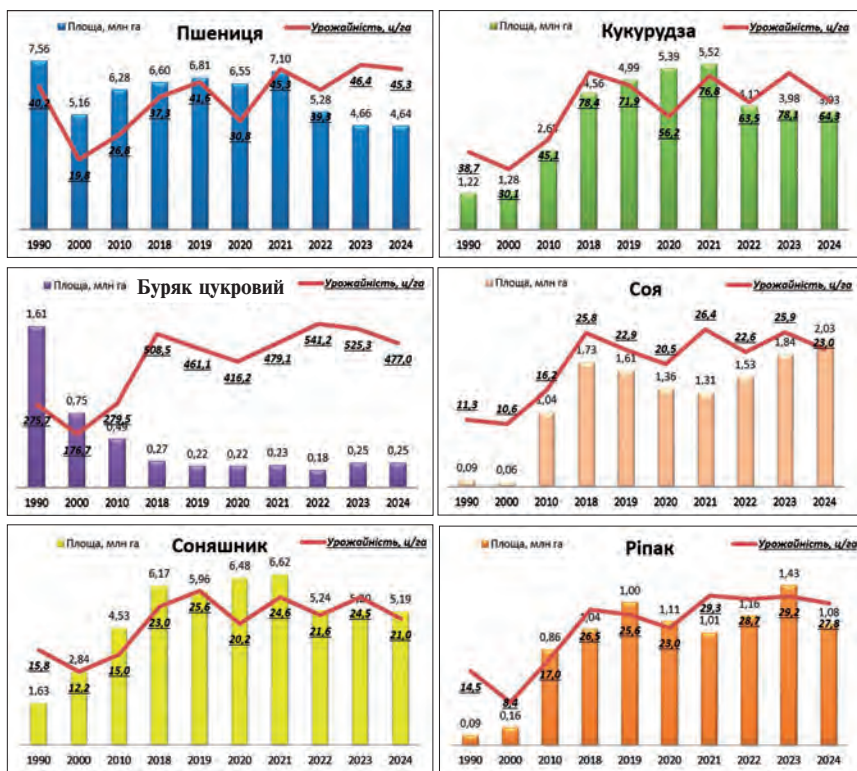 Площа, млн га Пшениця Урожайність, ц/га
7,56 5,16 6,28 6,60 6,81 6,55 7,10 5,28 4,66 4,64
40,2 19,8 26,8 37,3 41,6 30,8 45,3 39,3 46,4 45,3
1990 2000 2010 2018 2019 2020 2021 2022 2023 2024
Площа, млн га Кукурудза Урожайність, ц/га
1,22 1,28 4,56 4,99 5,39 5,52 3,98 3,93
38,7 30,1 45,1 78,4 71,9 56,2 76,8 63,5 78,1 64,3
1990 2000 2010 2018 2019 2020 2021 2022 2023 2024
Площа, млн га Буряк цукровий Урожайність, ц/га
1,61 0,75 0,49 0,27 0,22 0,22 0,23 0,18 0,25 0,25
275,7 176,7 279,5 508,5 461,1 416,2 479,1 541,2 525,3 477,0
1990 2000 2010 2018 2019 2020 2021 2022 2023 2024
Площа, млн га Соя Урожайність, ц/га
0,09 0,06 1,04 1,73 1,61 1,36 1,31 1,53 1,84 2,03
11,3 10,6 16,2 25,8 22,9 20,5 26,4 22,6 25,9 23,0
1990 2000 2010 2018 2019 2020 2021 2022 2023 2024
Площа, млн га Соняшник Урожайність, ц/га
1,63 2,84 4,53 6,17 5,96 6,48 6,62 5,24 5,19
15,8 12,2 15,0 23,0 25,6 20,2 24,6 21,6 24,5 21,0
1990 2000 2010 2018 2019 2020 2021 2022 2023 2024
Площа, млн га Ріпак Урожайність, ц/га
0,09 0,16 0,86 1,04 1,00 1,11 1,01 1,16 1,43 1,08
14,5 8,4 17,0 26,5 25,6 23,0 29,3 28,7 29,2 27,8
1990 2000 2010 2018 2019 2020 2021 2022 2023 2024